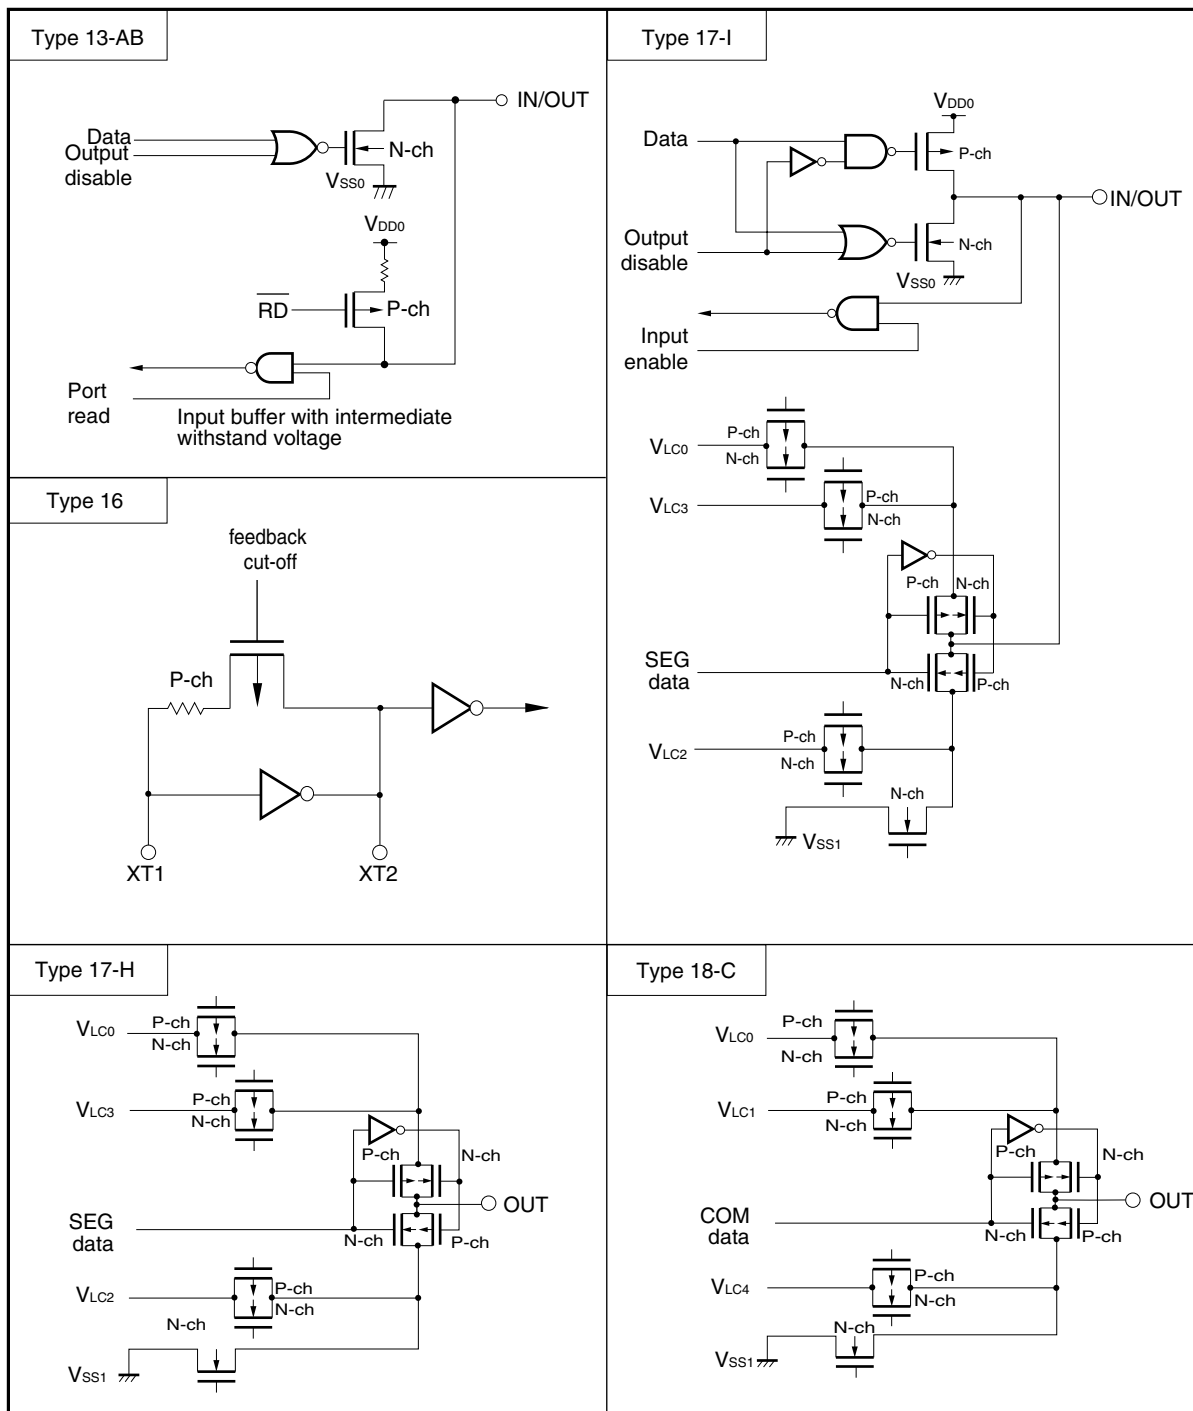 Type 13-AB
IN/OUT
Data
Output
disable
N-ch
VSS0
VDD0
RD
P-ch
Port
read
Input buffer with intermediate
withstand voltage
Type 17-I
VDD0
Data
P-ch
IN/OUT
Output
disable
N-ch
VSS0
Input
enable
VLC0
P-ch
N-ch
VLC3
P-ch
N-ch
P-ch
N-ch
SEG
data
N-ch
P-ch
VLC2
P-ch
N-ch
N-ch
VSS1
Type 16
feedback
cut-off
P-ch
XT1
XT2
Type 17-H
VLC0
P-ch
N-ch
VLC3
P-ch
N-ch
P-ch
N-ch
OUT
SEG
data
N-ch
P-ch
VLC2
P-ch
N-ch
N-ch
VSS1
Type 18-C
VLC0
P-ch
N-ch
VLC1
P-ch
N-ch
P-ch
N-ch
OUT
COM
data
N-ch
P-ch
VLC4
P-ch
N-ch
N-ch
VSS1